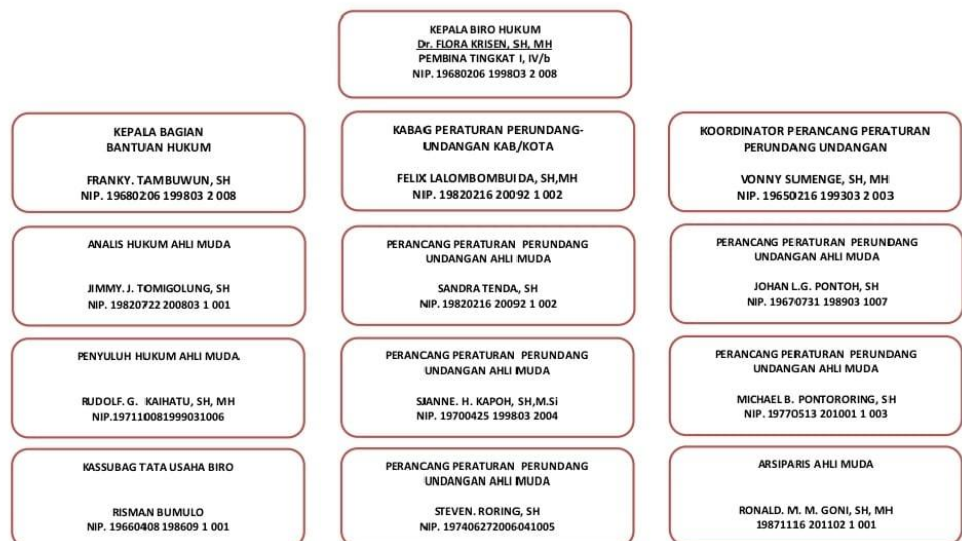 KEPALA BIRO HUKUM
Dr. FLORA KRISEN, SH, MH
PEMBINA TINGKAT I, IV/b
NIP. 19680206 199803 2 008
KEPALA BAGIAN
BANTUAN HUKUM
FRANKY. TAMBUWUN, SH
NIP. 19680206 199803 2 008
KABAG PERATURAN PERUNDANG-
UNDANGAN KAB/KOTA
FELIX LALOMBOMBUIDA, SH,MH
NIP. 19820216 20092 1 002
KOORDINATOR PERANCANG PERATURAN
PERUNDANG UNDANGAN
VONNY SUMENGE, SH, MH
NIP. 19650216 199303 2 003
ANALIS HUKUM AHLI MUDA
JIMMY. J. TOMIGOLUNG, SH
NIP. 19820722 200803 1 001
PERANCANG PERATURAN PERUNDANG
UNDANGAN AHLI MUDA
SANDRA TENDA, SH
NIP. 19820216 20092 1 002
PERANCANG PERATURAN PERUNDANG
UNDANGAN AHLI MUDA
JOHAN L.G. PONTOH, SH
NIP. 19670731 198903 1007
PENYULUH HUKUM AHLI MUDA.
RUDOLF. G. KAIHATU, SH, MH
NIP.197110081999031006
PERANCANG PERATURAN PERUNDANG
UNDANGAN AHLI MUDA
SJANNE. H. KAPOH, SH,M.Si
NIP. 19700425 199803 2004
PERANCANG PERATURAN PERUNDANG
UNDANGAN AHLI MUDA
MICHAEL B. PONTORORING, SH
NIP. 19770513 201001 1 003
KASSUBAG TATA USAHA BIRO
RISMAN BUMULO
NIP. 19660408 198609 1 001
PERANCANG PERATURAN PERUNDANG
UNDANGAN AHLI MUDA
STEVEN. RORING, SH
NIP. 197406272006041005
ARSIPARIS AHLI MUDA
RONALD. M. M. GONI, SH, MH
19871116 201102 1 001